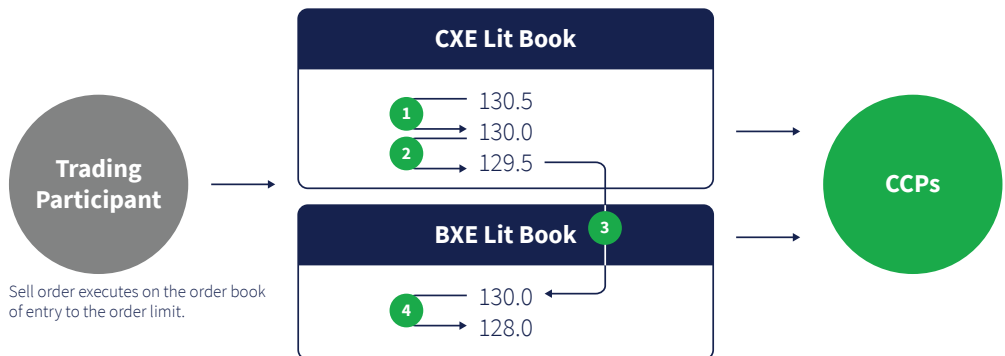 CXE Lit Book
130.5
1
130.0
2
129.5
Trading
Participant
CCPs
3
BXE Lit Book
Sell order executes on the order book
of entry to the order limit.
130.0
4
128.0